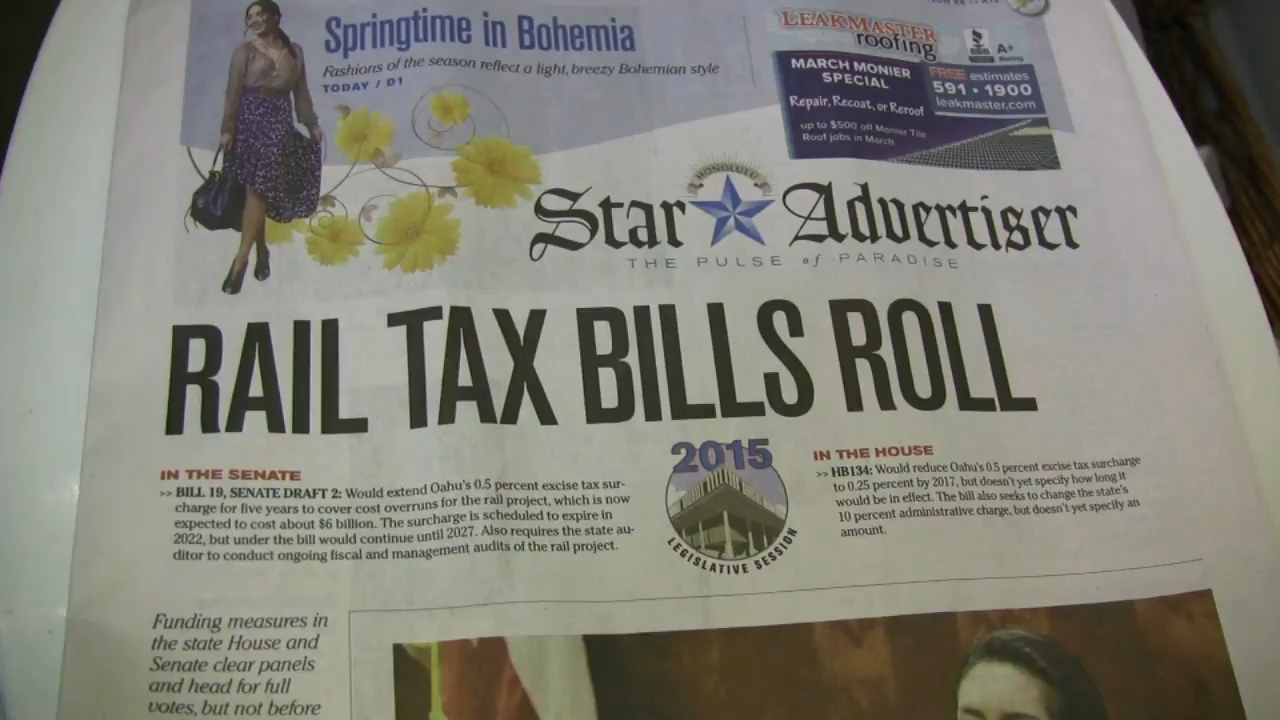 Springtime in Bohemia
Fashions of the season reflect a light, breezy Bohemian style
TODAY / D1
LEAKMASTER
roofing
BBB
A+
Rating
MARCH MONIER
SPECIAL
Repair, Recoat, or Reroof
up to $500 off Monier Tile
Roof jobs in March
FREE estimates
591 • 1900
leakmaster.com
HONOLULU
Star Advertiser
THE PULSE of PARADISE
RAIL TAX BILLS ROLL
IN THE SENATE
>> BILL 19, SENATE DRAFT 2: Would extend Oahu's 0.5 percent excise tax sur-
charge for five years to cover cost overruns for the rail project, which is now
expected to cost about $6 billion. The surcharge is scheduled to expire in
2022, but under the bill would continue until 2027. Also requires the state au-
ditor to conduct ongoing fiscal and management audits of the rail project.
2015
LEGISLATIVE SESSION
IN THE HOUSE
>> HB134: Would reduce Oahu's 0.5 percent excise tax surcharge
to 0.25 percent by 2017, but doesn't yet specify how long it
would be in effect. The bill also seeks to change the state's
10 percent administrative charge, but doesn't yet specify an
amount.
Funding measures in
the state House and
Senate clear panels
and head for full
votes, but not before